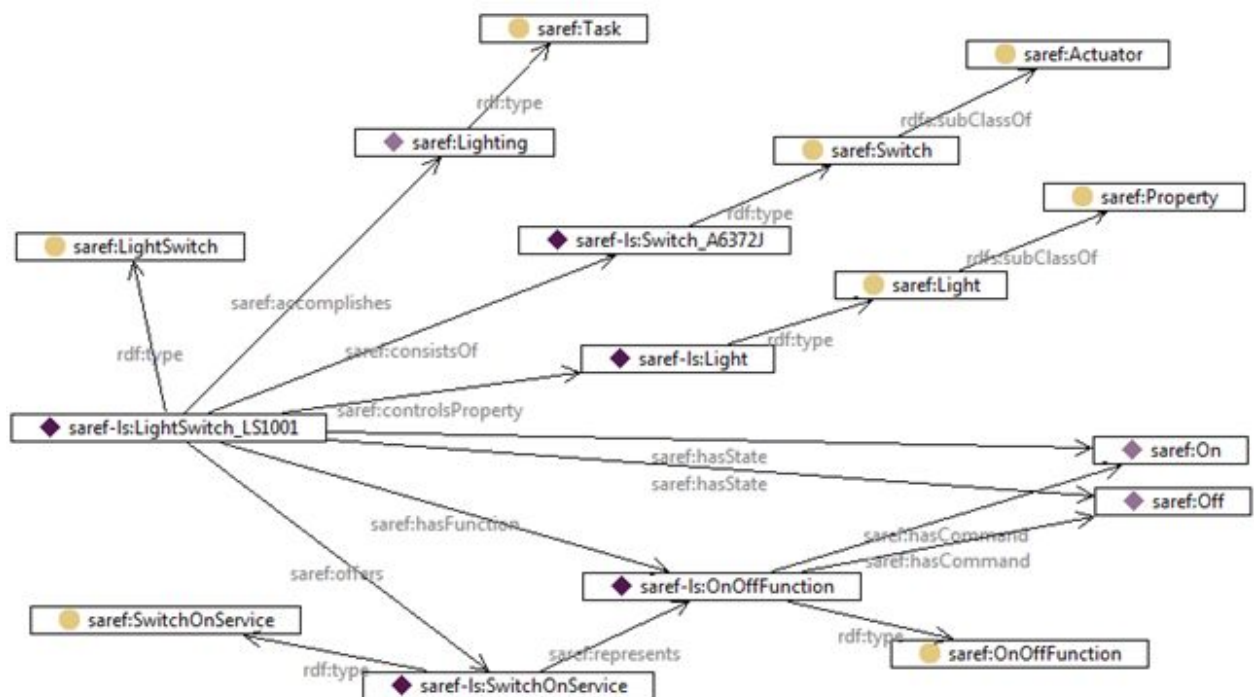 saref:Task
saref:Actuator
rdf:type
rdfs:subClassOf
saref:Lighting
saref:Switch
saref:Property
rdf:type
saref-ls:Switch_A6372J
saref:LightSwitch
rdfs:subClassOf
saref:Light
saref:accomplishes
rdf:type
saref:consistsOf
rdf:type
saref-ls:Light
saref:controlsProperty
saref-ls:LightSwitch_LS1001
saref:hasState
saref:On
saref:hasState
saref:Off
saref:hasFunction
saref:hasCommand
saref:hasCommand
saref:offers
saref-ls:OnOffFunction
saref:SwitchOnService
rdf:type
saref:represents
saref:OnOffFunction
rdf:type
saref-ls:SwitchOnService